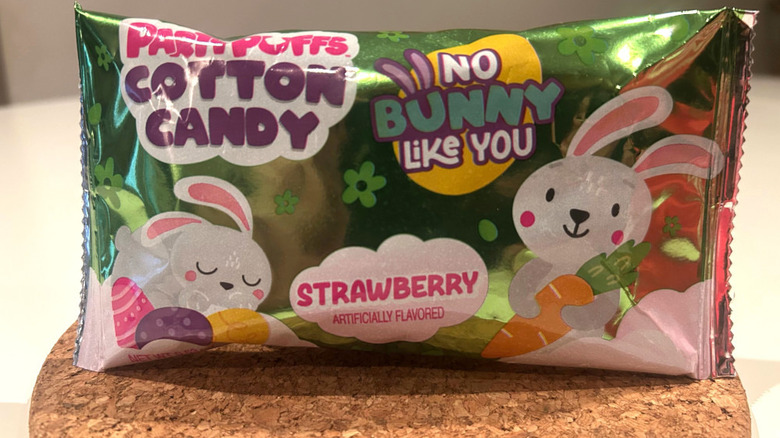 PARTY PUFFS
COTTON
CANDY
NO
BUNNY
LIKE YOU
STRAWBERRY
ARTIFICIALLY FLAVORED